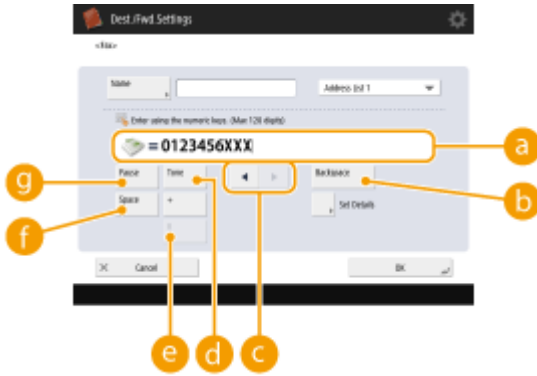 Dest./Fwd.Settings
<Fax>
Name
Address List 1
Enter using the numeric keys. (Max 120 digits)
= 0123456XXX
a
Pause
Tone
Backspace
g
b
Space
+
Set Details
f
Cancel
OK
e
d
c